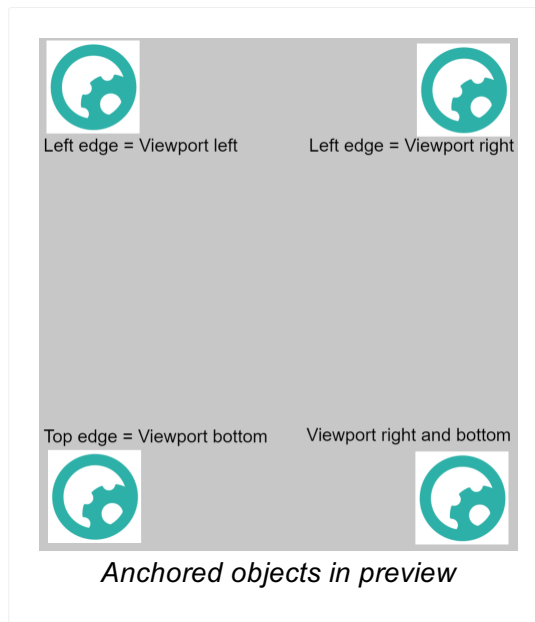 Left edge = Viewport left
Left edge = Viewport right
Top edge = Viewport bottom
Viewport right and bottom
Anchored objects in preview